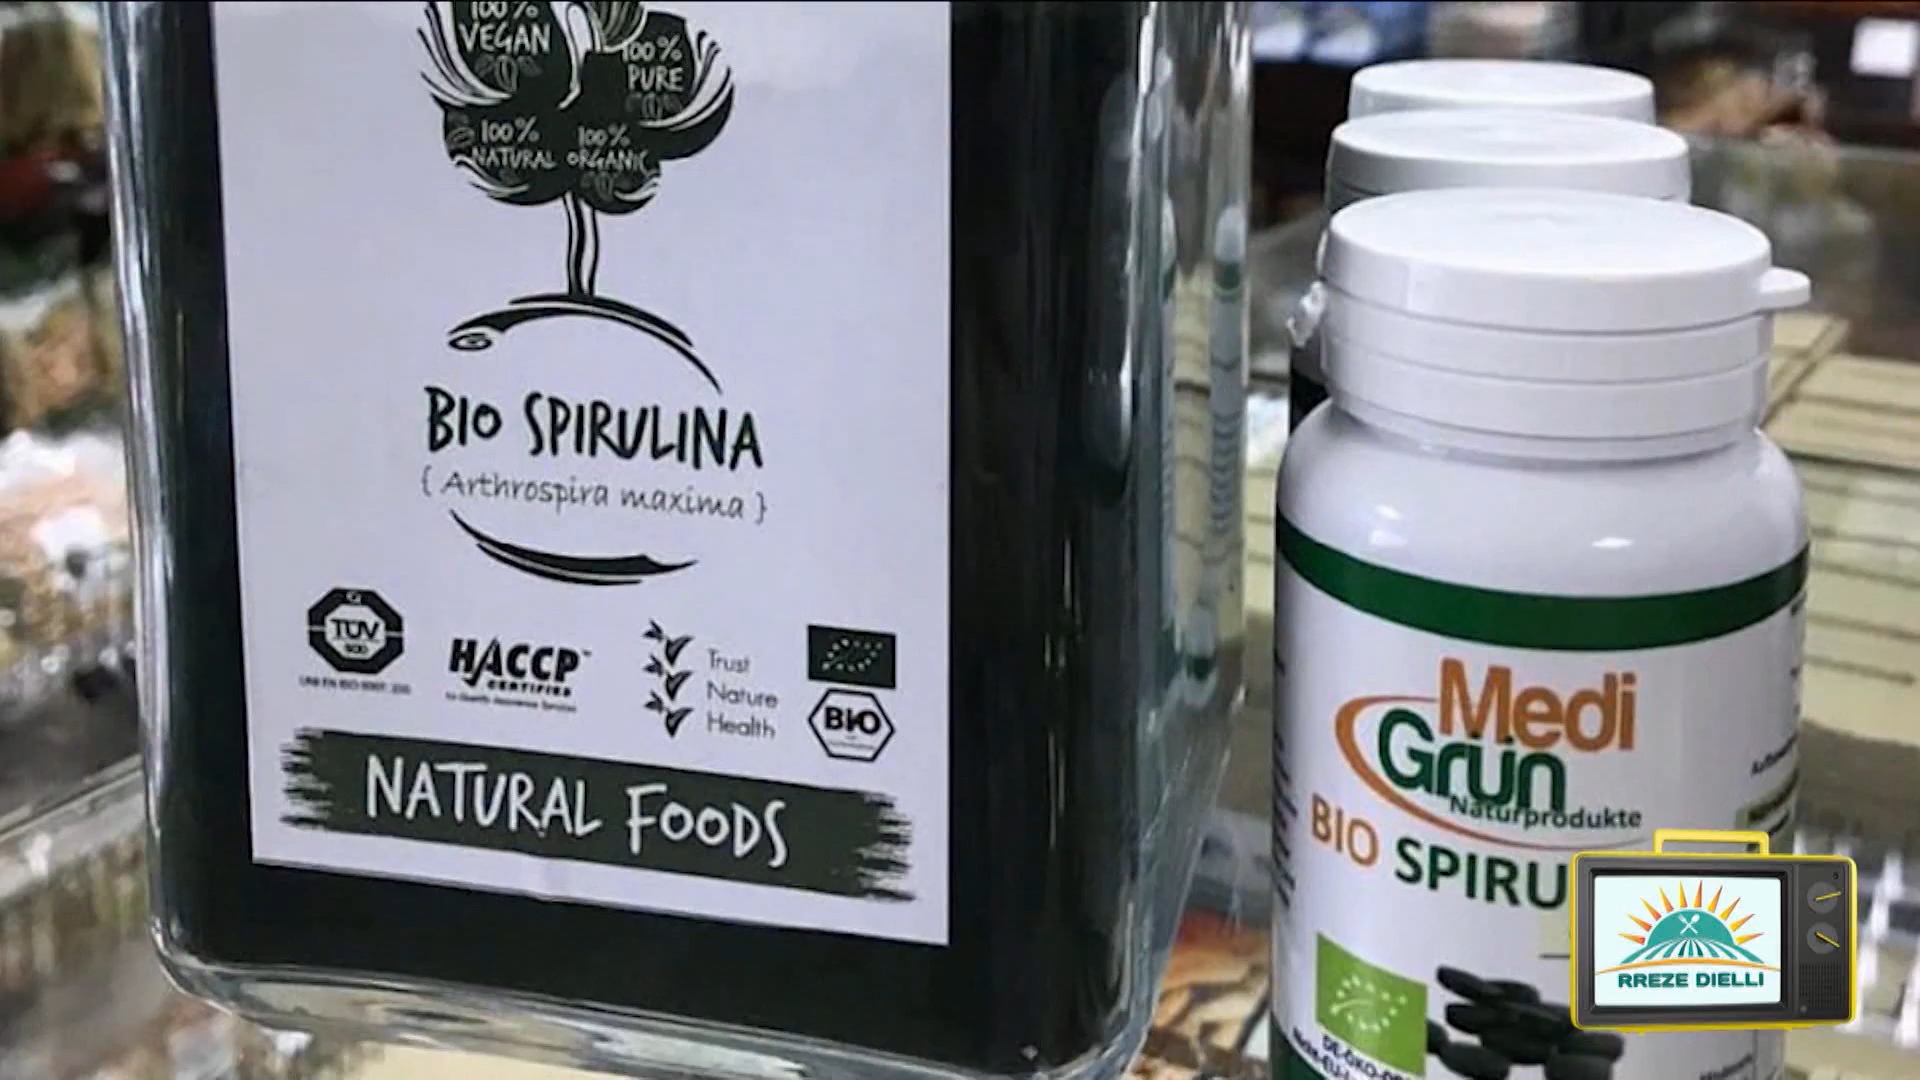 100%
VEGAN
100%
PURE
100%
NATURAL
100%
ORGANIC
BIO SPIRULINA
{ Arthrospira maxima }
TÜV
HACCP
CERTIFIED
Trust
Nature
Health
BIO
NATURAL FOODS
Medi
Grün
Naturprodukte
BIO SPIRU
RREZE DIELLI